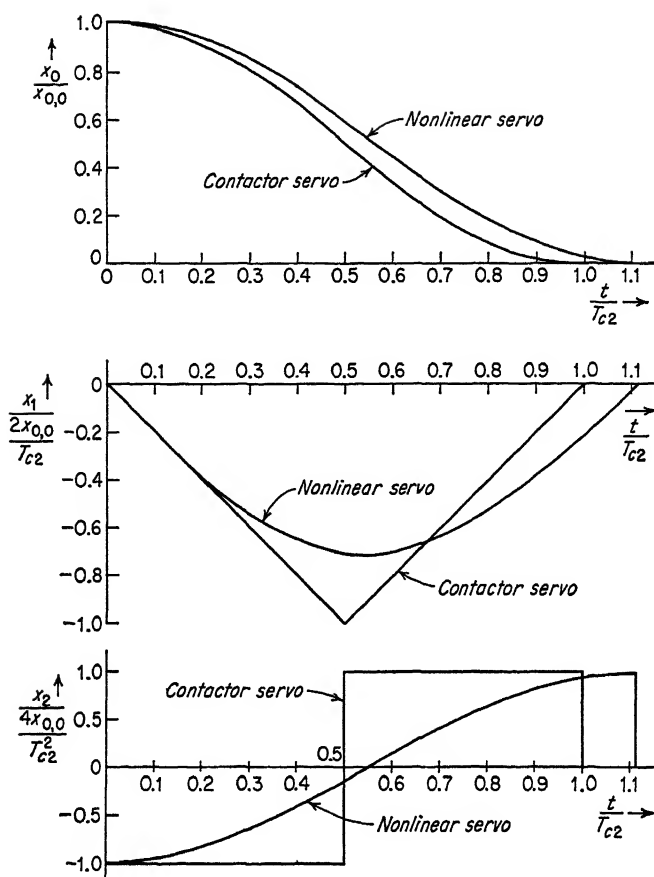 1.0
x0
x0,0
0.8
0.6
0.4
0.2
0
Nonlinear servo
Contactor servo
0 0.1 0.2 0.3 0.4 0.5 0.6 0.7 0.8 0.9 1.0 1.1
t
Tc2
0.1 0.2 0.3 0.4 0.5 0.6 0.7 0.8 0.9 1.0 1.1
0
x1
2x0,0
Tc2
-0.2
-0.4
-0.6
-0.8
-1.0
t
Tc2
Nonlinear servo
Contactor servo
1.0
x2
4x0,0
T²c2
0.5
0
-0.5
-1.0
Contactor servo
0.5
0.1 0.2 0.3 0.4 0.6 0.7 0.8 0.9 1.0 1.1
t
Tc2
Nonlinear servo